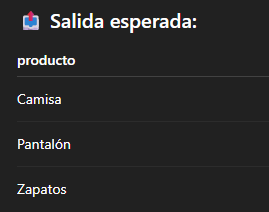 📤 Salida esperada:
producto
Camisa
Pantalón
Zapatos